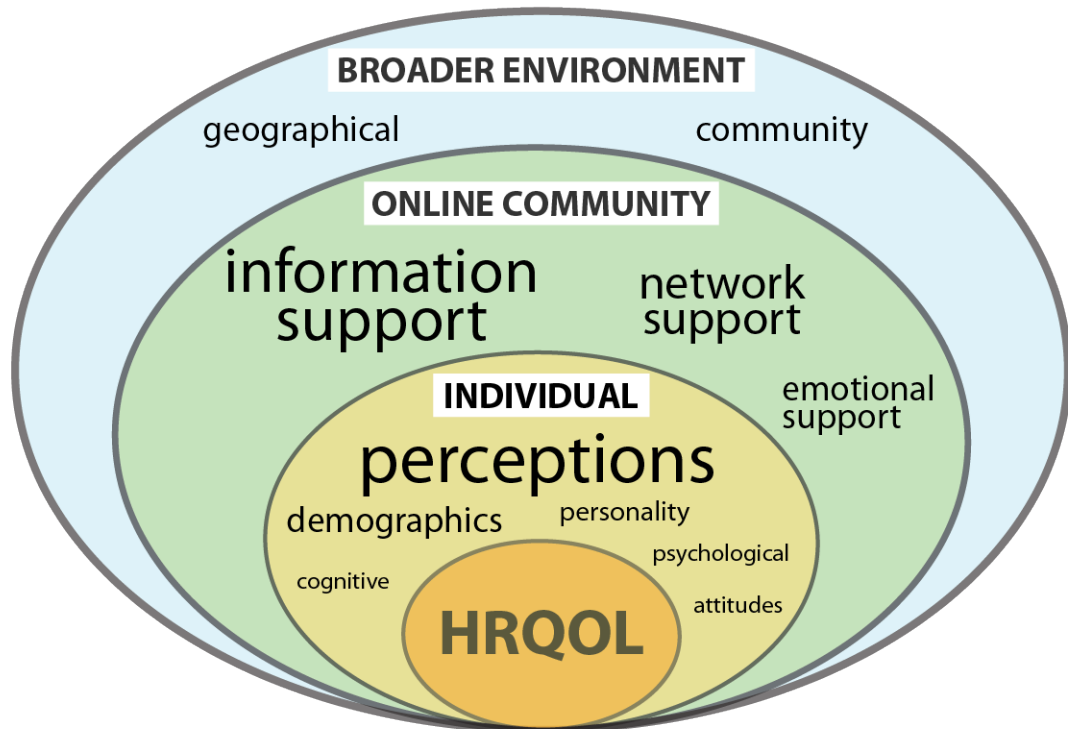 BROADER ENVIRONMENT
geographical
community
ONLINE COMMUNITY
information
support
network
support
emotional
support
INDIVIDUAL
perceptions
demographics
personality
psychological
cognitive
attitudes
HRQOL